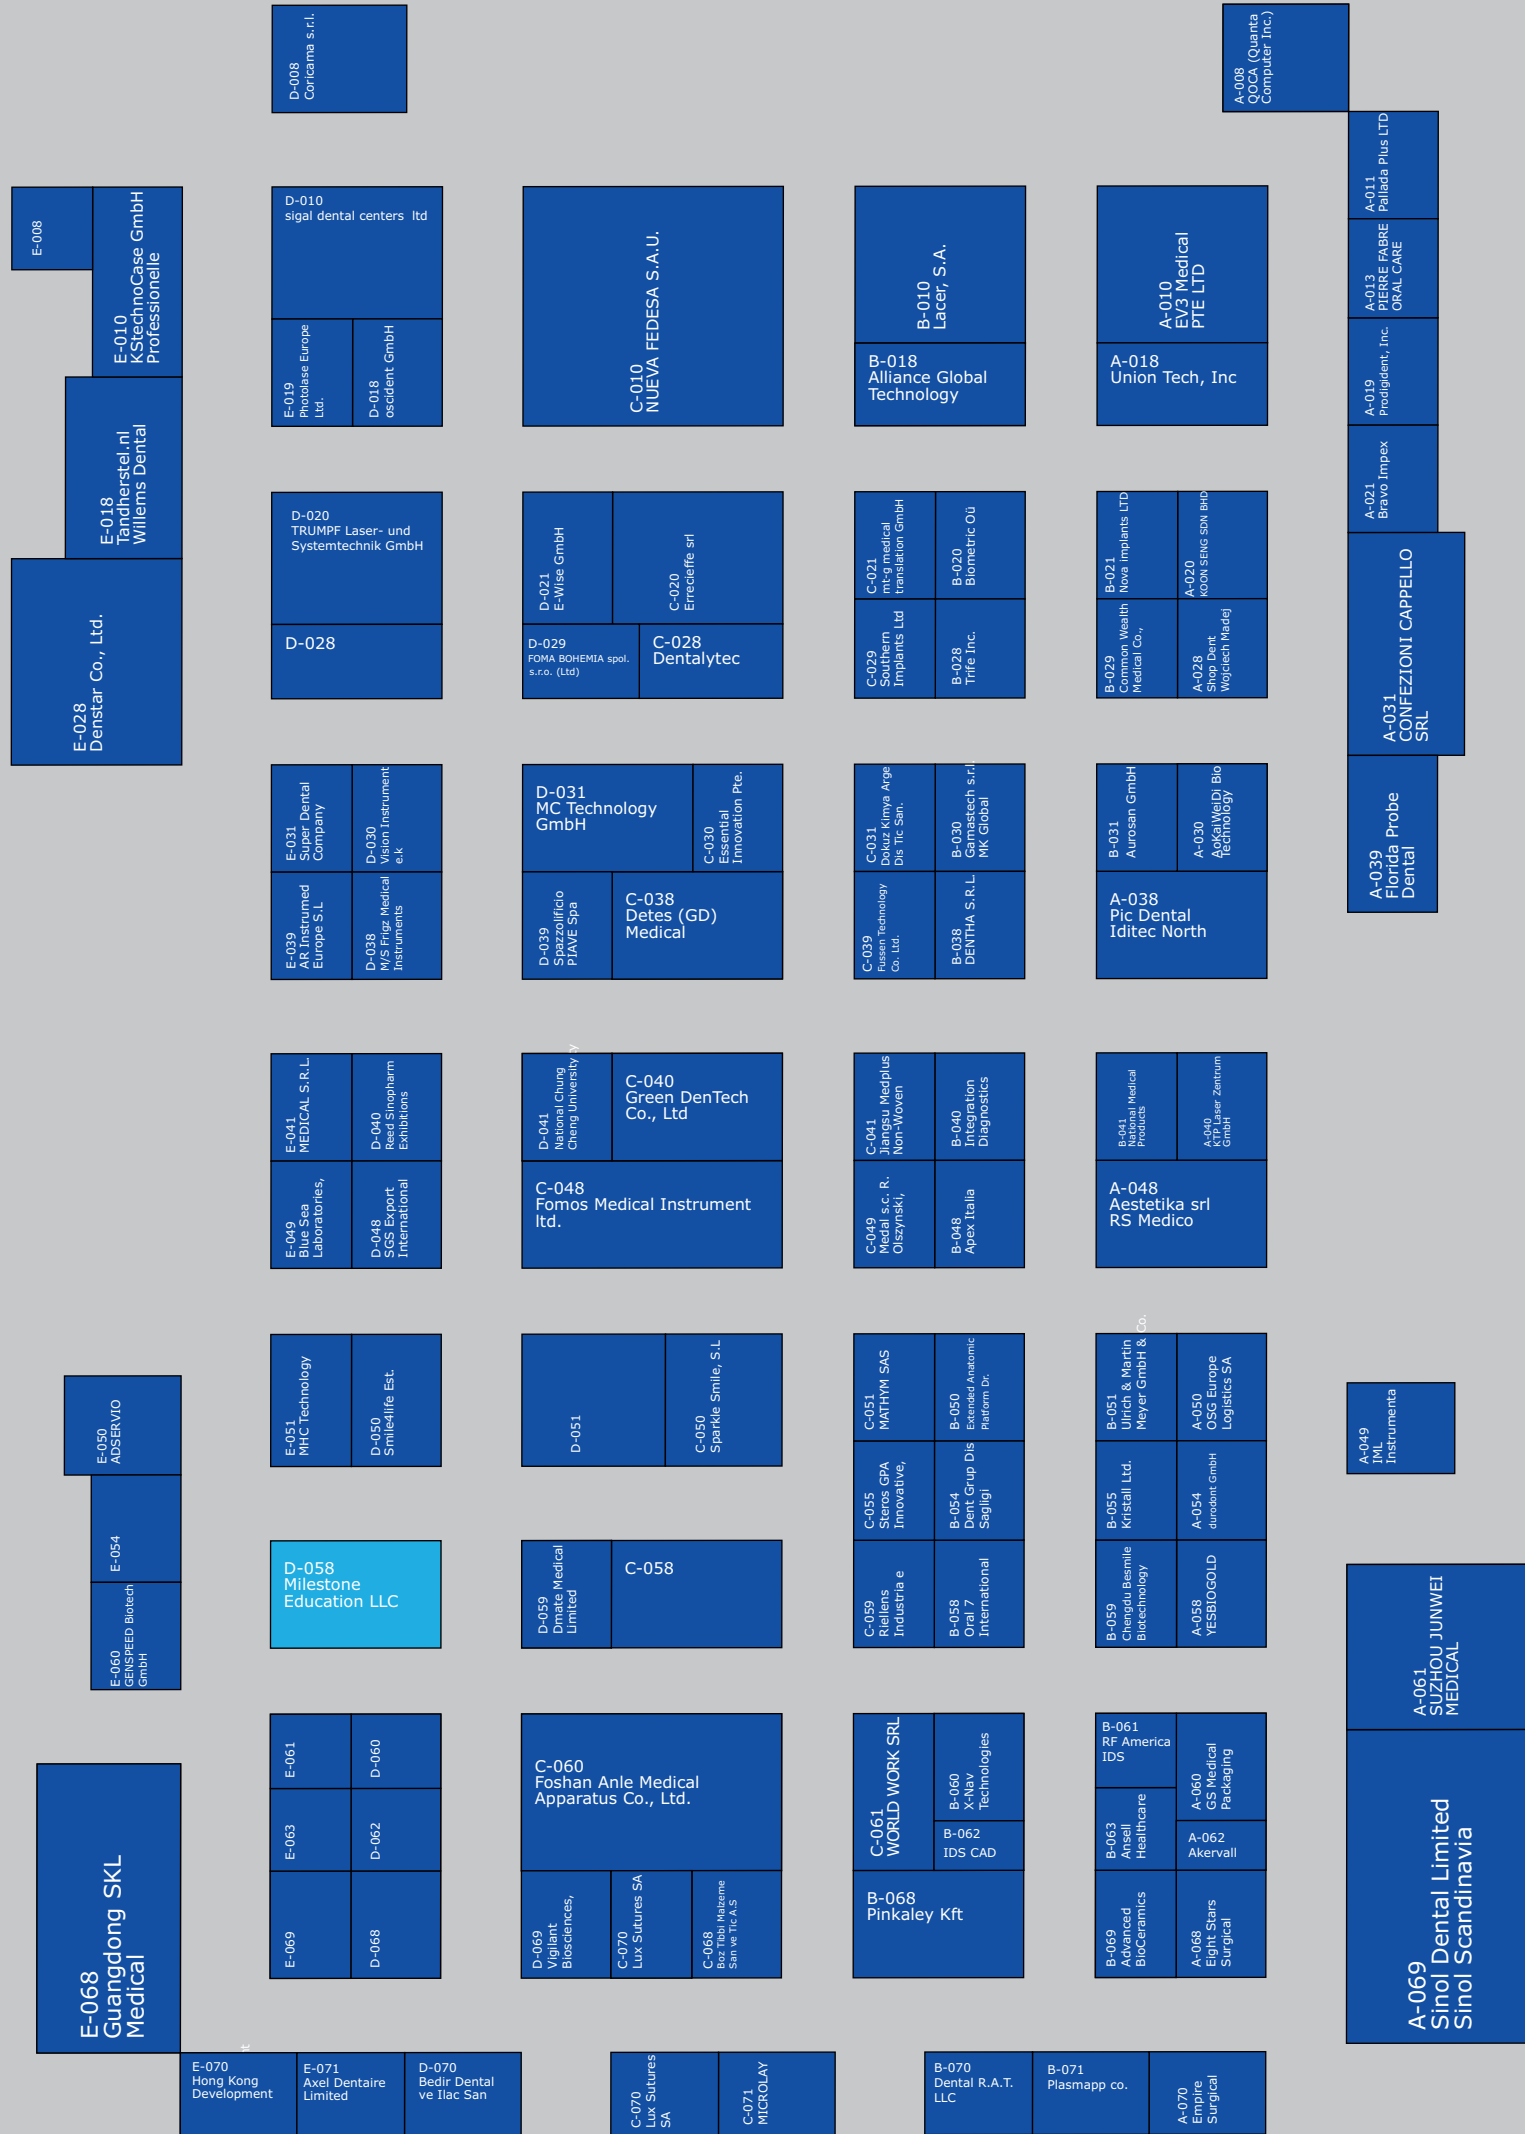 D-008
Coricama s.r.l.
A-008
QOCA (Quanta
Computer Inc.)
A-011
Pallada Plus LTD
E-008
E-010
KStechnoCase GmbH
Professionelle
D-010
sigal dental centers ltd
C-010
NUEVA FEDESA S.A.U.
B-010
Lacer, S.A.
A-010
EV3 Medical
PTE LTD
A-013
PIERRE FABRE
ORAL CARE
E-019
Photolase Europe
Ltd.
D-018
oscident GmbH
B-018
Alliance Global
Technology
A-018
Union Tech, Inc
A-019
Prodigident, Inc.
E-018
Tandherstel.nl
Willems Dental
A-021
Bravo Impex
D-020
TRUMPF Laser- und
Systemtechnik GmbH
D-021
E-Wise GmbH
C-020
Errecieffe srl
C-021
mt-g medical
translation GmbH
B-020
Biometric Oü
B-021
Nova implants LTD
A-020
KOON SENG SDN BHD
E-028
Denstar Co., Ltd.
D-028
D-029
FOMA BOHEMIA spol.
s.r.o. (Ltd)
C-028
Dentalytec
C-029
Southern
Implants Ltd
B-028
Trife Inc.
B-029
Common Wealth
Medical Co.,
A-028
Shop Dent
Wojciech Madej
A-031
CONFEZIONI CAPPELLO
SRL
E-031
Super Dental
Company
D-030
Vision Instrument
e.k
D-031
MC Technology
GmbH
C-030
Essential
Innovation Pte.
C-031
Dokuz Kimya Arge
Dis Tic San.
B-030
Gamastech s.r.l.
MK Global
B-031
Aurosan GmbH
A-030
AoKaiWeiDi Bio
Technology
A-039
Florida Probe
Dental
E-039
AR Instrumed
Europe S.L
D-038
M/S Frigz Medical
Instruments
D-039
Spazzolificio
PIAVE Spa
C-038
Detes (GD)
Medical
C-039
Fussen Technology
Co. Ltd.
B-038
DENTHA S.R.L.
A-038
Pic Dental
Iditec North
E-041
MEDICAL S.R.L.
D-040
Reed Sinopharm
Exhibitions
D-041
National Chung
Cheng University
C-040
Green DenTech
Co., Ltd
C-041
Jiangsu Medplus
Non-Woven
B-040
Integration
Diagnostics
B-041
National Medical
Products
A-040
KTP Laser Zentrum
GmbH
E-049
Blue Sea
Laboratories,
D-048
SGS Export
International
C-048
Fomos Medical Instrument
ltd.
C-049
Medal s.c. R.
Olszynski,
B-048
Apex Italia
A-048
Aestetika srl
RS Medico
E-050
ADSERVIO
E-051
MHC Technology
D-050
Smile4life Est.
D-051
C-050
Sparkle Smile, S.L
C-051
MATHYM SAS
B-050
Extended Anatomic
Platform Dr.
B-051
Ulrich & Martin
Meyer GmbH & Co.
A-050
OSG Europe
Logistics SA
A-049
IML
Instrumenta
E-054
C-055
Steros GPA
Innovative,
B-054
Dent Grup Dis
Sagligi
B-055
Kristall Ltd.
A-054
durodont GmbH
E-060
GENSPEED Biotech
GmbH
D-058
Milestone
Education LLC
D-059
Dmate Medical
Limited
C-058
C-059
Riellens
Industria e
B-058
Oral 7
International
B-059
Chengdu Besmile
Biotechnology
A-058
YESBIOGOLD
A-061
SUZHOU JUNWEI
MEDICAL
E-061
D-060
C-060
Foshan Anle Medical
Apparatus Co., Ltd.
C-061
WORLD WORK SRL
B-060
X-Nav
Technologies
B-061
RF America
IDS
A-060
GS Medical
Packaging
E-063
D-062
B-062
IDS CAD
B-063
Ansell
Healthcare
A-062
Akervall
E-068
Guangdong SKL
Medical
E-069
D-068
D-069
Vigilant
Biosciences,
C-070
Lux Sutures SA
C-068
Boz Tibbi Malzeme
San ve Tic A.S
B-068
Pinkaley Kft
B-069
Advanced
BioCeramics
A-068
Eight Stars
Surgical
A-069
Sinol Dental Limited
Sinol Scandinavia
E-070
Hong Kong
Development
E-071
Axel Dentaire
Limited
D-070
Bedir Dental
ve Ilac San
C-070
Lux Sutures
SA
C-071
MICROLAY
B-070
Dental R.A.T.
LLC
B-071
Plasmapp co.
A-070
Empire
Surgical